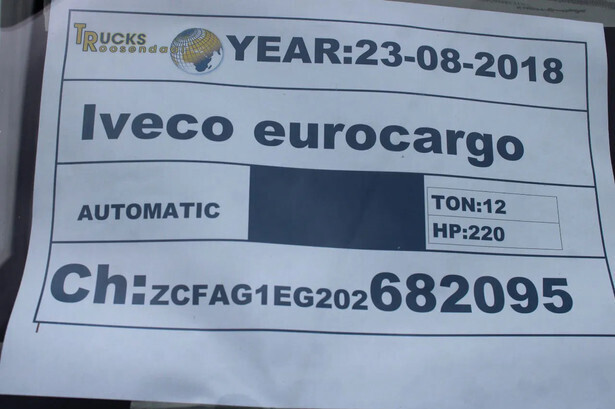 TRUCKS
Roosendaal
YEAR:23-08-2018
Iveco eurocargo
AUTOMATIC
TON:12
HP:220
Ch:ZCFAG1EG202682095